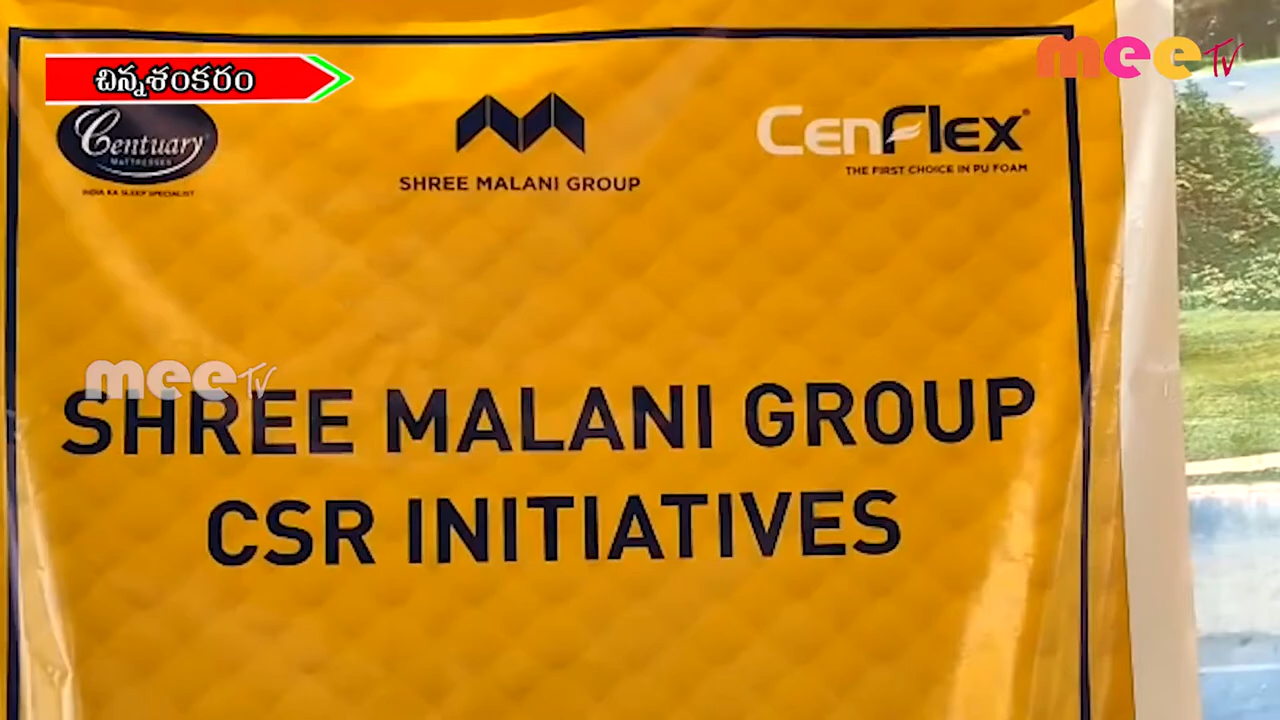 చిన్నశంకరం
mee TV
Centuary
MATTRESSES
INDIA KA SLEEP SPECIALIST
SHREE MALANI GROUP
CENFLEX®
THE FIRST CHOICE IN PU FOAM
mee TV
SHREE MALANI GROUP
CSR INITIATIVES